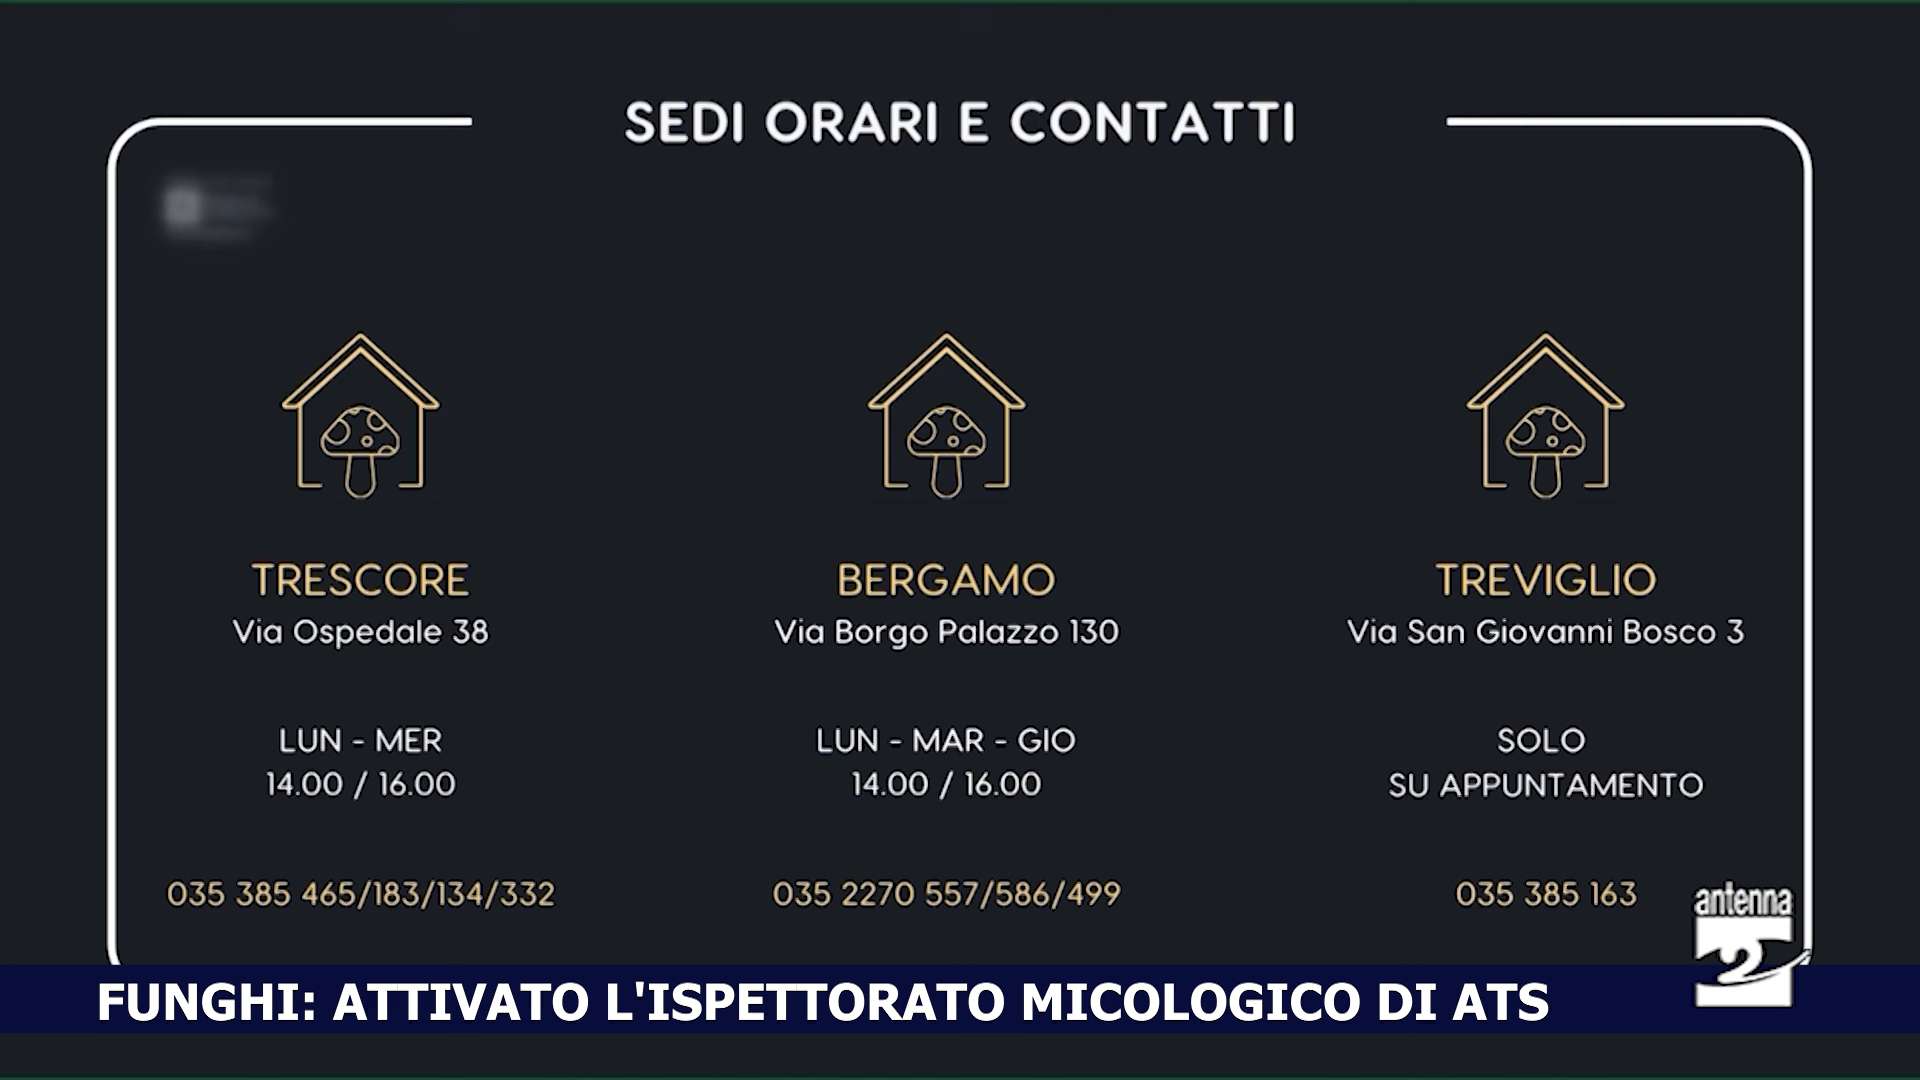 SEDI ORARI E CONTATTI
TRESCORE
Via Ospedale 38
LUN - MER
14.00 / 16.00
035 385 465/183/134/332
BERGAMO
Via Borgo Palazzo 130
LUN - MAR - GIO
14.00 / 16.00
035 2270 557/586/499
TREVIGLIO
Via San Giovanni Bosco 3
SOLO
SU APPUNTAMENTO
035 385 163
antenna
2
FUNGHI: ATTIVATO L'ISPETTORATO MICOLOGICO DI ATS